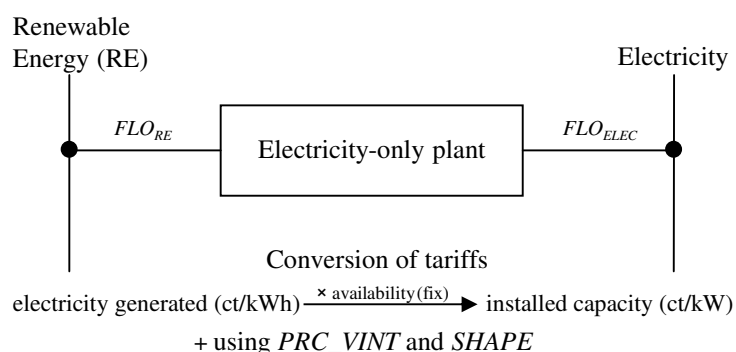 Renewable
Energy (RE)
Electricity
FLO_RE
FLO_ELEC
Electricity-only plant
Conversion of tariffs
electricity generated (ct/kWh) × availability(fix) installed capacity (ct/kW)
+ using PRC_VINT and SHAPE